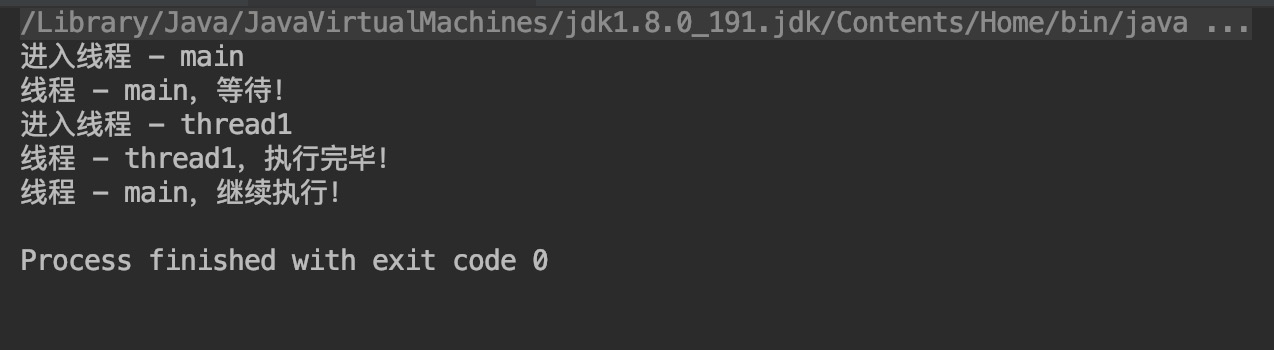 /Library/Java/JavaVirtualMachines/jdk1.8.0_191.jdk/Contents/Home/bin/java ...
进入线程 - main
线程 - main，等待！
进入线程 - thread1
线程 - thread1，执行完毕！
线程 - main，继续执行！
Process finished with exit code 0